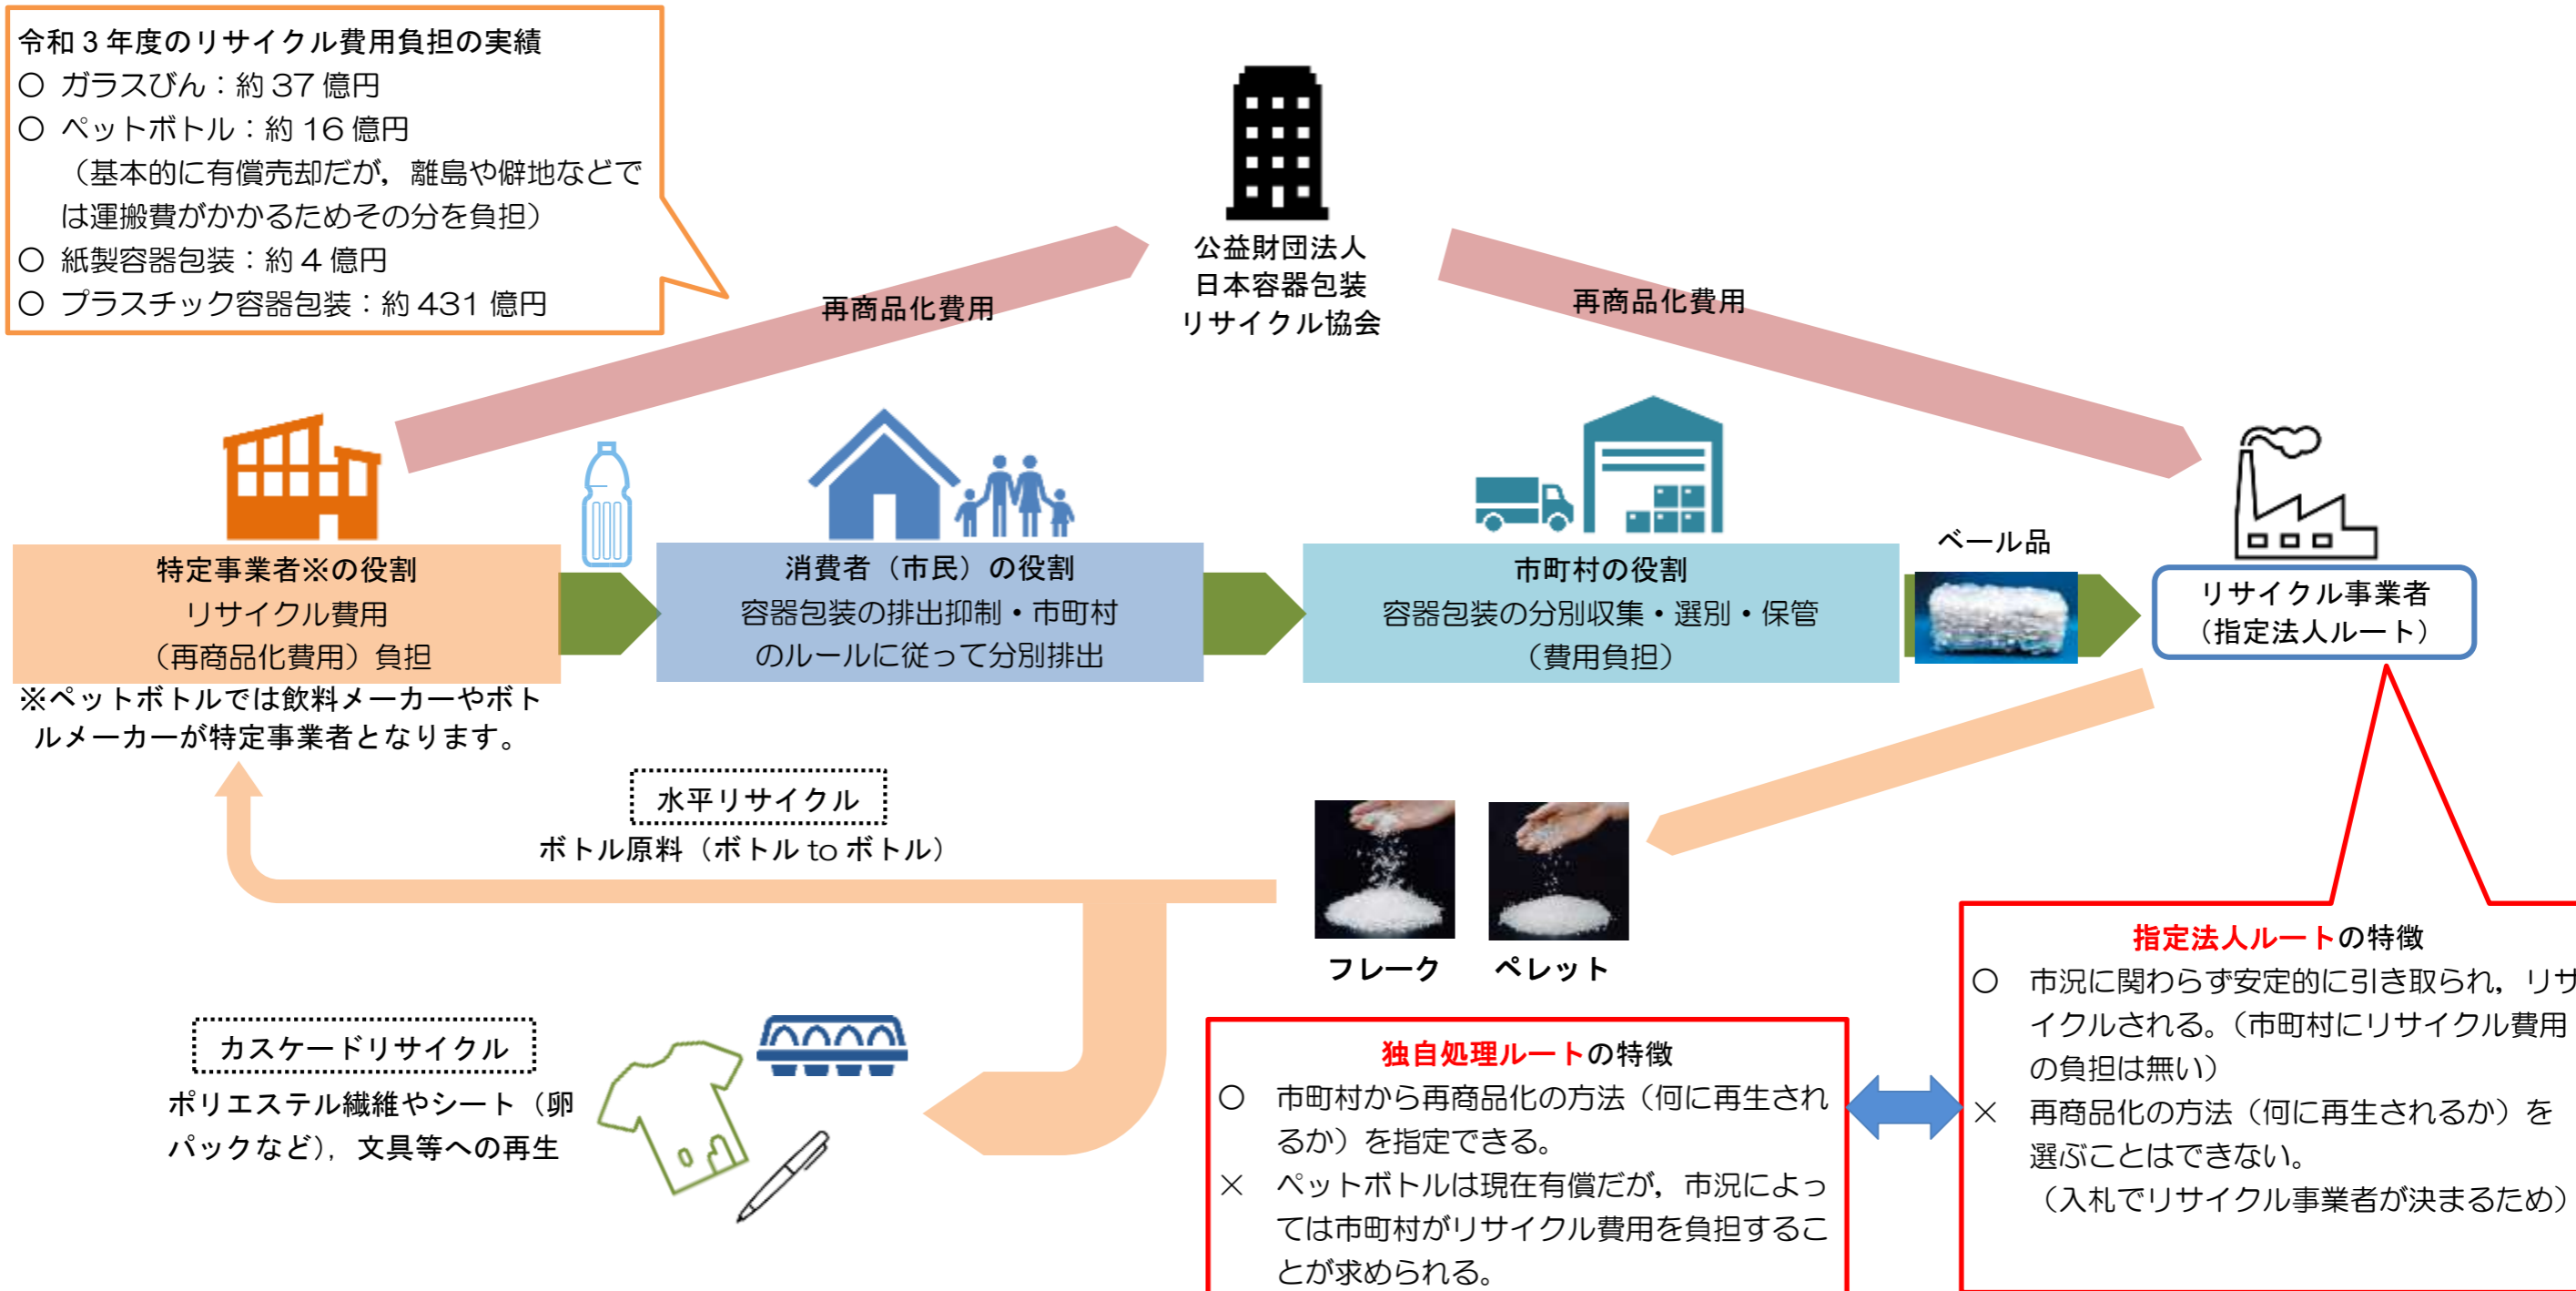 令和３年度のリサイクル費用負担の実績
○ ガラスびん：約 37 億円
○ ペットボトル：約 16 億円
（基本的に有償売却だが，離島や僻地などで
は運搬費がかかるためその分を負担）
○ 紙製容器包装：約 4 億円
○ プラスチック容器包装：約 431 億円
公益財団法人
日本容器包装
リサイクル協会
再商品化費用
再商品化費用
特定事業者※の役割
リサイクル費用
（再商品化費用）負担
※ペットボトルでは飲料メーカーやボト
ルメーカーが特定事業者となります。
消費者（市民）の役割
容器包装の排出抑制・市町村
のルールに従って分別排出
市町村の役割
容器包装の分別収集・選別・保管
（費用負担）
ベール品
リサイクル事業者
（指定法人ルート）
水平リサイクル
ボトル原料（ボトル to ボトル）
フレーク
ペレット
カスケードリサイクル
ポリエステル繊維やシート（卵
パックなど），文具等への再生
独自処理ルートの特徴
○ 市町村から再商品化の方法（何に再生され
るか）を指定できる。
× ペットボトルは現在有償だが，市況によっ
ては市町村がリサイクル費用を負担するこ
とが求められる。
指定法人ルートの特徴
○ 市況に関わらず安定的に引き取られ，リサ
イクルされる。（市町村にリサイクル費用
の負担は無い）
× 再商品化の方法（何に再生されるか）を
選ぶことはできない。
（入札でリサイクル事業者が決まるため）